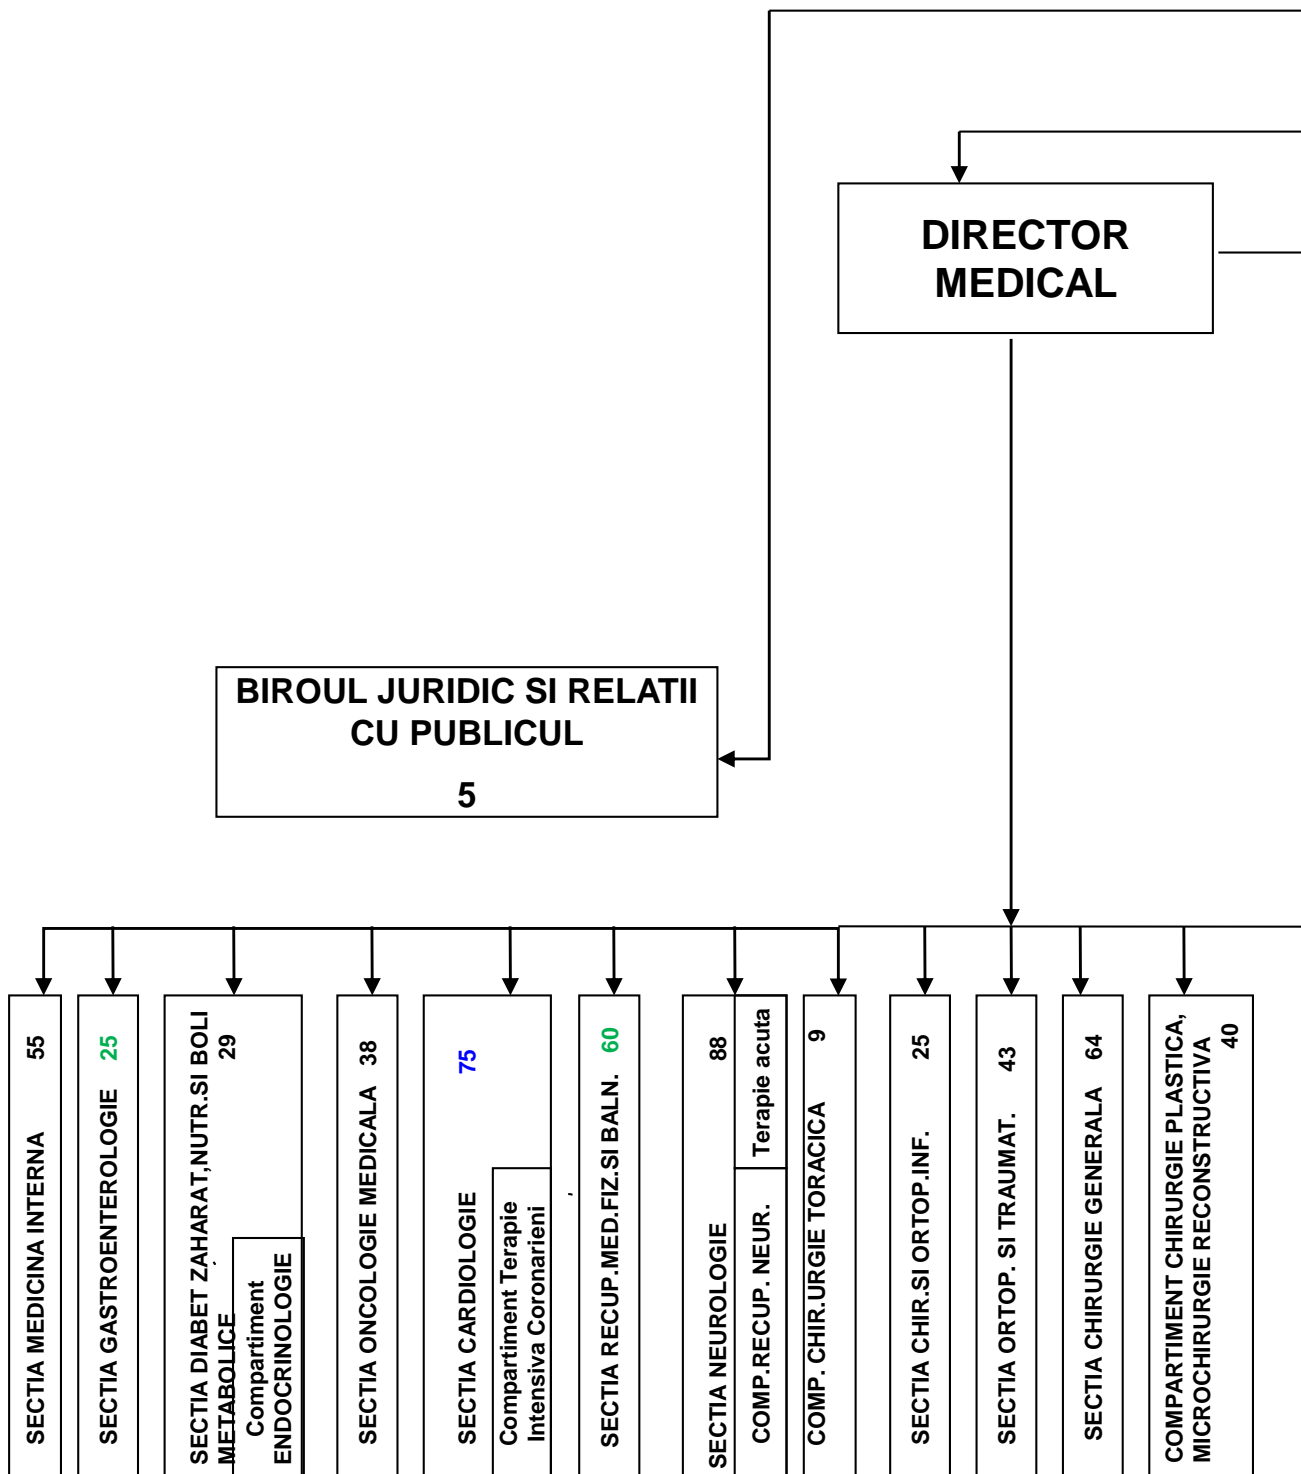 DIRECTOR
MEDICAL
BIROUL JURIDIC SI RELATII
CU PUBLICUL
5
SECTIA MEDICINA INTERNA 55
SECTIA GASTROENTEROLOGIE 25
SECTIA DIABET ZAHARAT,NUTR.SI BOLI
METABOLICE 29
Compartiment
ENDOCRINOLOGIE
SECTIA ONCOLOGIE MEDICALA 38
SECTIA CARDIOLOGIE 75
Compartiment Terapie
Intensiva Coronarieni
SECTIA RECUP.MED.FIZ.SI BALN. 60
SECTIA NEUROLOGIE 88
COMP.RECUP. NEUR.
Terapie acuta
COMP. CHIR.URGIE TORACICA 9
SECTIA CHIR.SI ORTOP.INF. 25
SECTIA ORTOP. SI TRAUMAT. 43
SECTIA CHIRURGIE GENERALA 64
COMPARTIMENT CHIRURGIE PLASTICA,
MICROCHIRURGIE RECONSTRUCTIVA
40